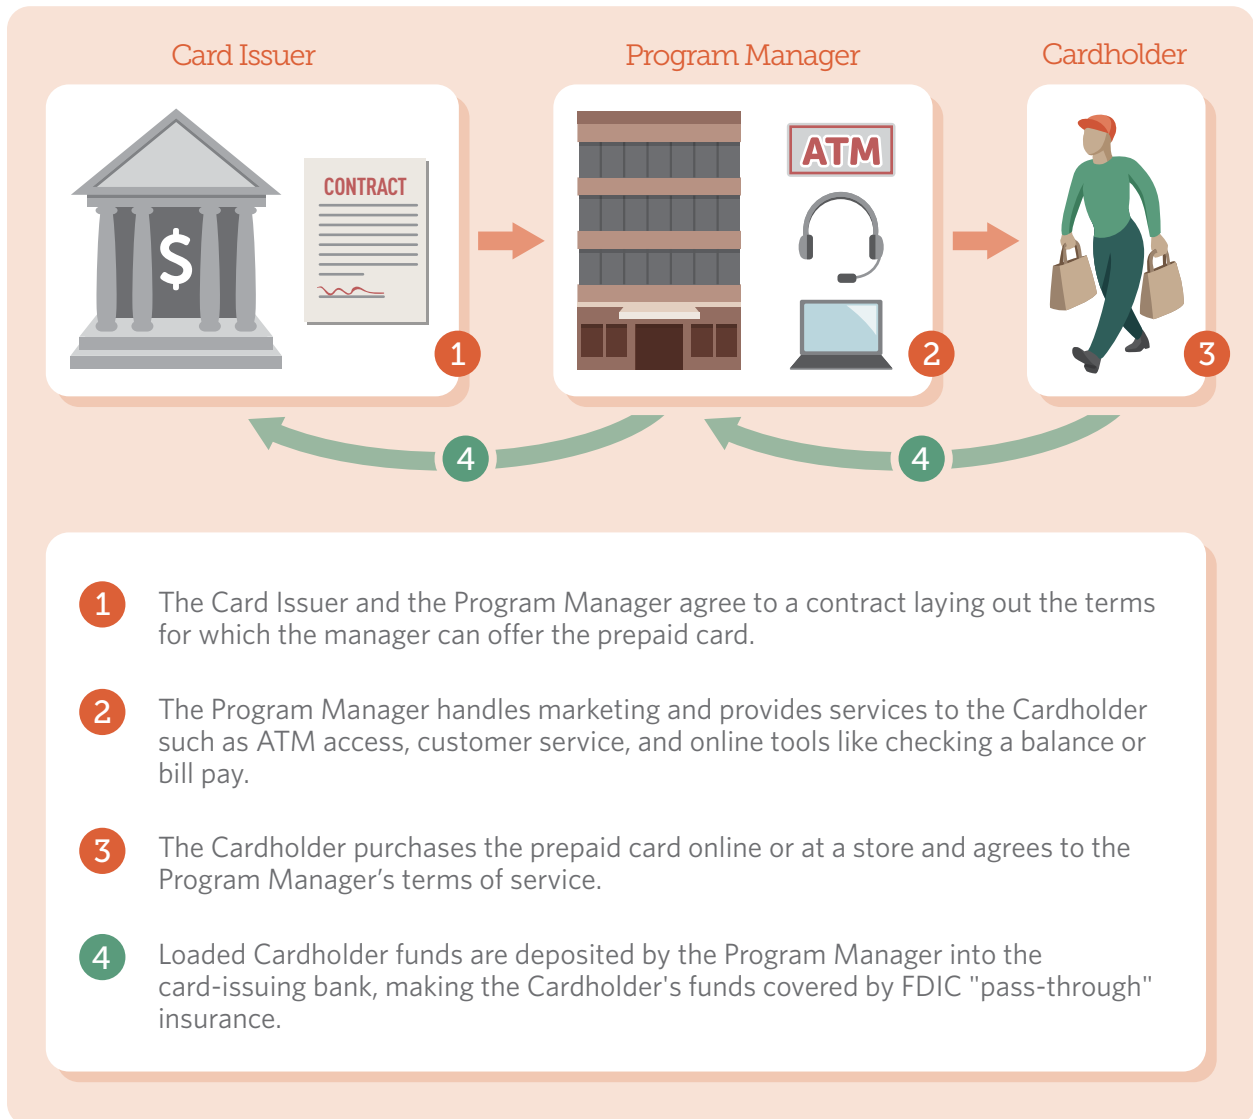 Card Issuer
Program Manager
Cardholder
CONTRACT
$
ATM
1
2
3
4
4
1
The Card Issuer and the Program Manager agree to a contract laying out the terms
for which the manager can offer the prepaid card.
2
The Program Manager handles marketing and provides services to the Cardholder
such as ATM access, customer service, and online tools like checking a balance or
bill pay.
3
The Cardholder purchases the prepaid card online or at a store and agrees to the
Program Manager’s terms of service.
4
Loaded Cardholder funds are deposited by the Program Manager into the
card-issuing bank, making the Cardholder's funds covered by FDIC "pass-through"
insurance.